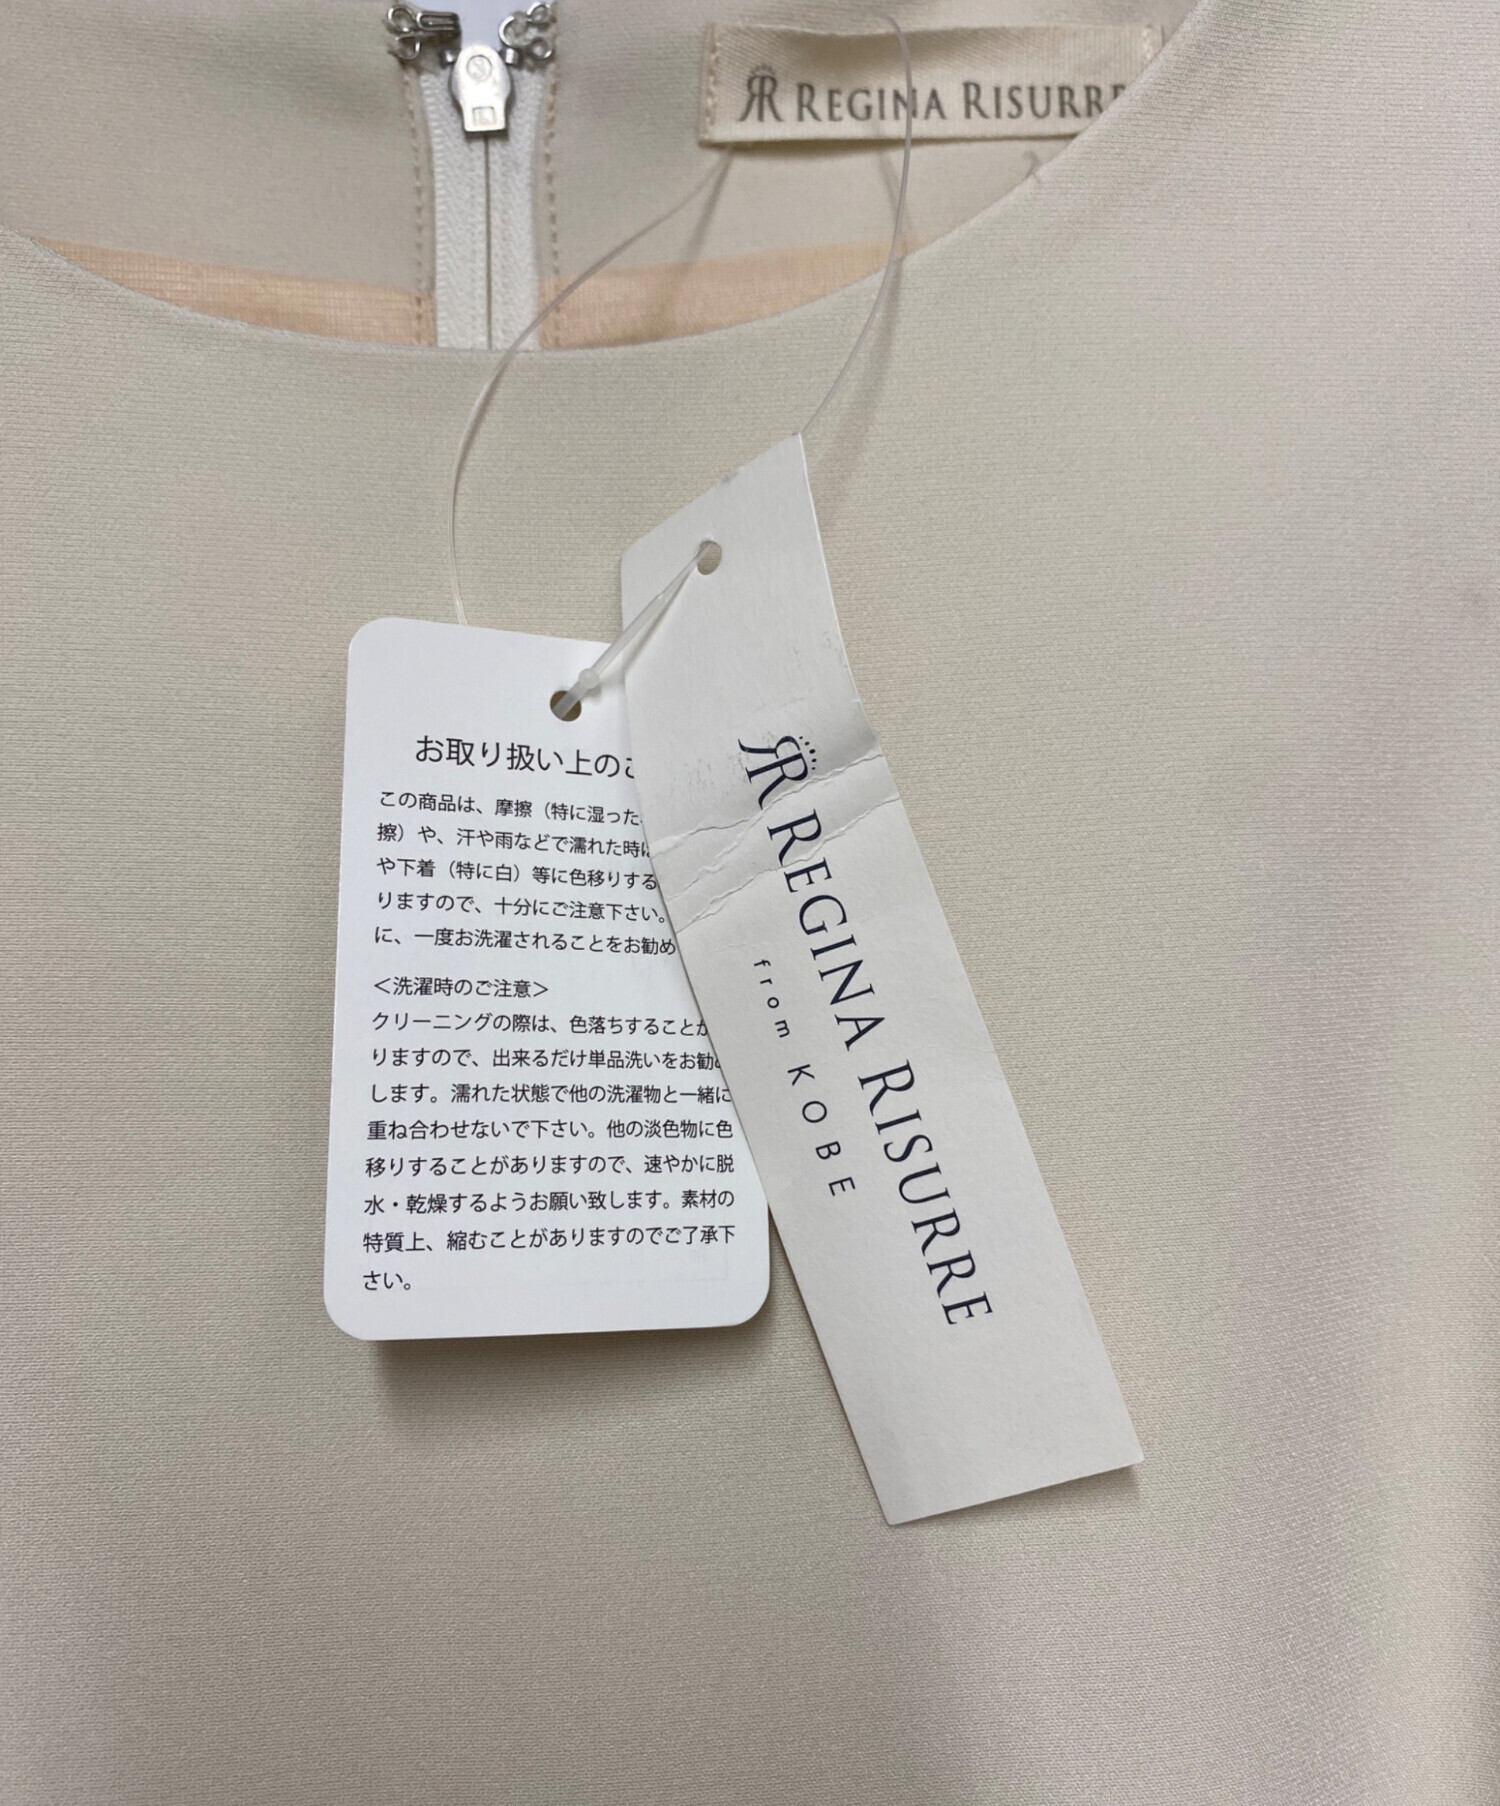 RR REGINA RISURRE
お取り扱い上のご
この商品は、摩擦（特に湿った
擦）や、汗や雨などで濡れた時に
や下着（特に白）等に色移りする
りますので、十分にご注意下さい。
に、一度お洗濯されることをお勧め
＜洗濯時のご注意＞
クリーニングの際は、色落ちすることが
りますので、出来るだけ単品洗いをお勧め
します。濡れた状態で他の洗濯物と一緒に
重ね合わせないで下さい。他の淡色物に色
移りすることがありますので、速やかに脱
水・乾燥するようお願い致します。素材の
特質上、縮むことがありますのでご了承下
さい。
RR REGINA RISURRE
from KOBE